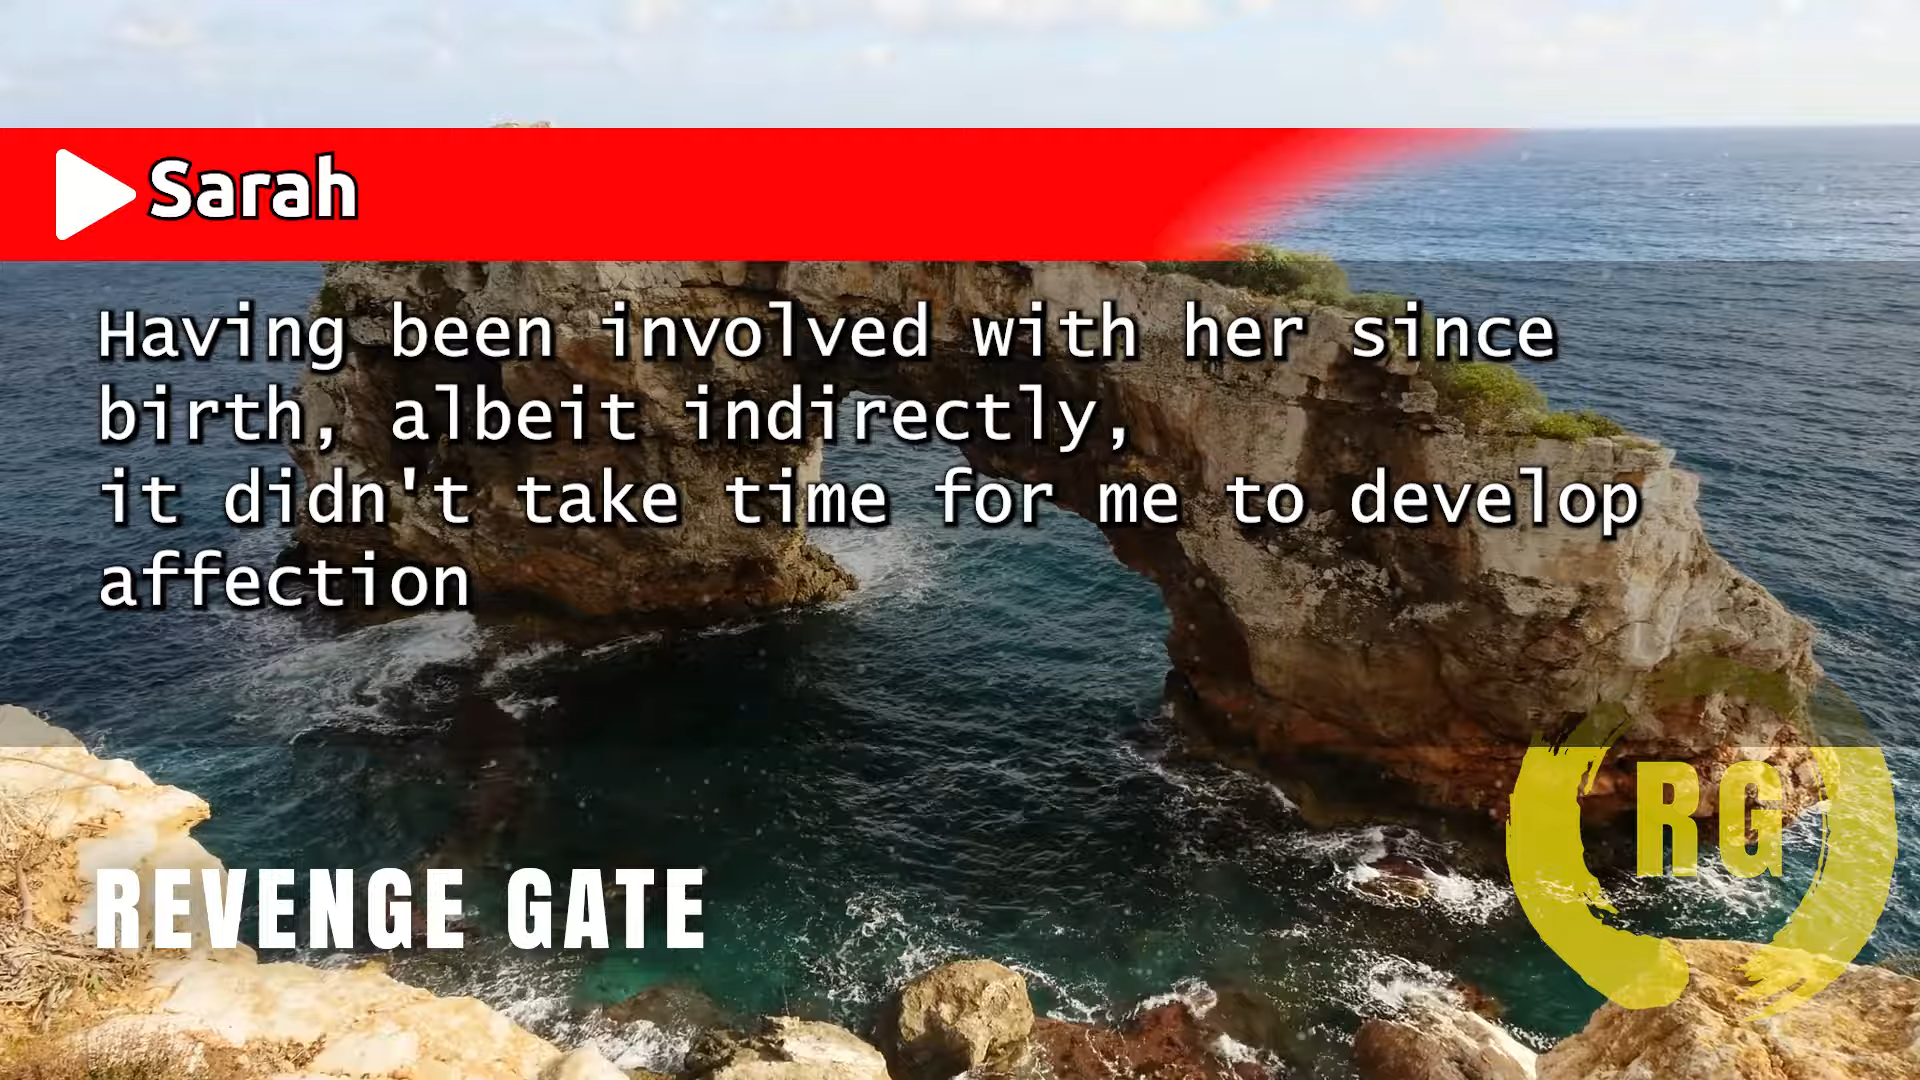 Sarah
Having been involved with her since
birth, albeit indirectly,
it didn't take time for me to develop
affection
REVENGE GATE
RG